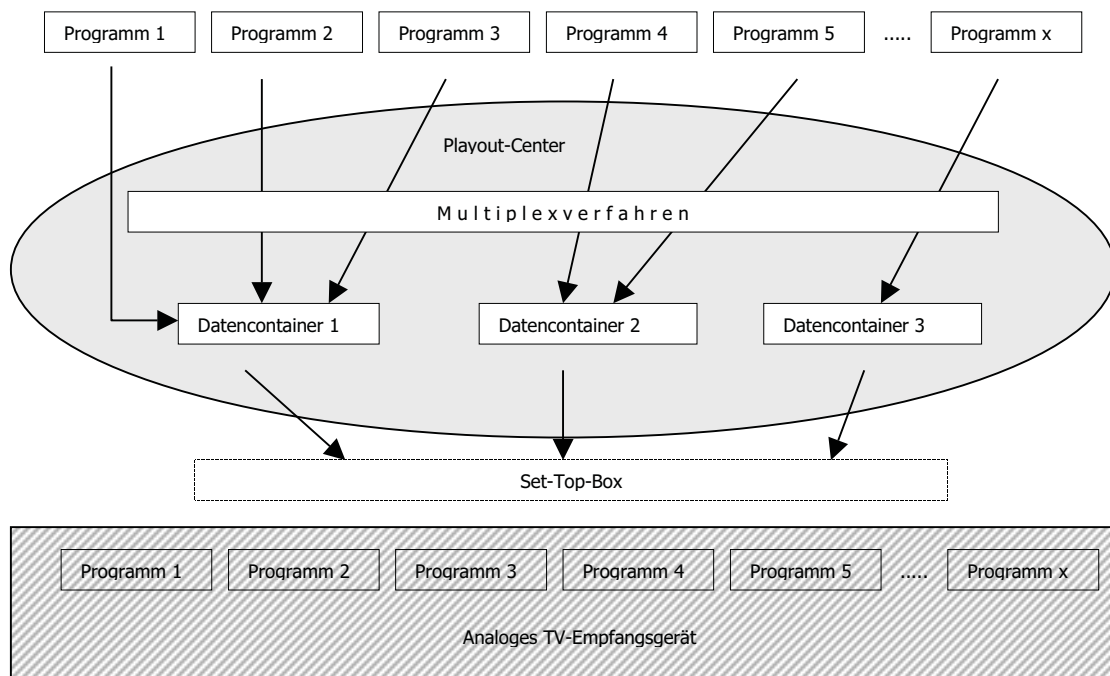 Programm 1 Programm 2 Programm 3 Programm 4 Programm 5 ..... Programm x
Playout-Center
Multiplexverfahren
Datencontainer 1 Datencontainer 2 Datencontainer 3
Set-Top-Box
Programm 1 Programm 2 Programm 3 Programm 4 Programm 5 ..... Programm x
Analoges TV-Empfangsgerät